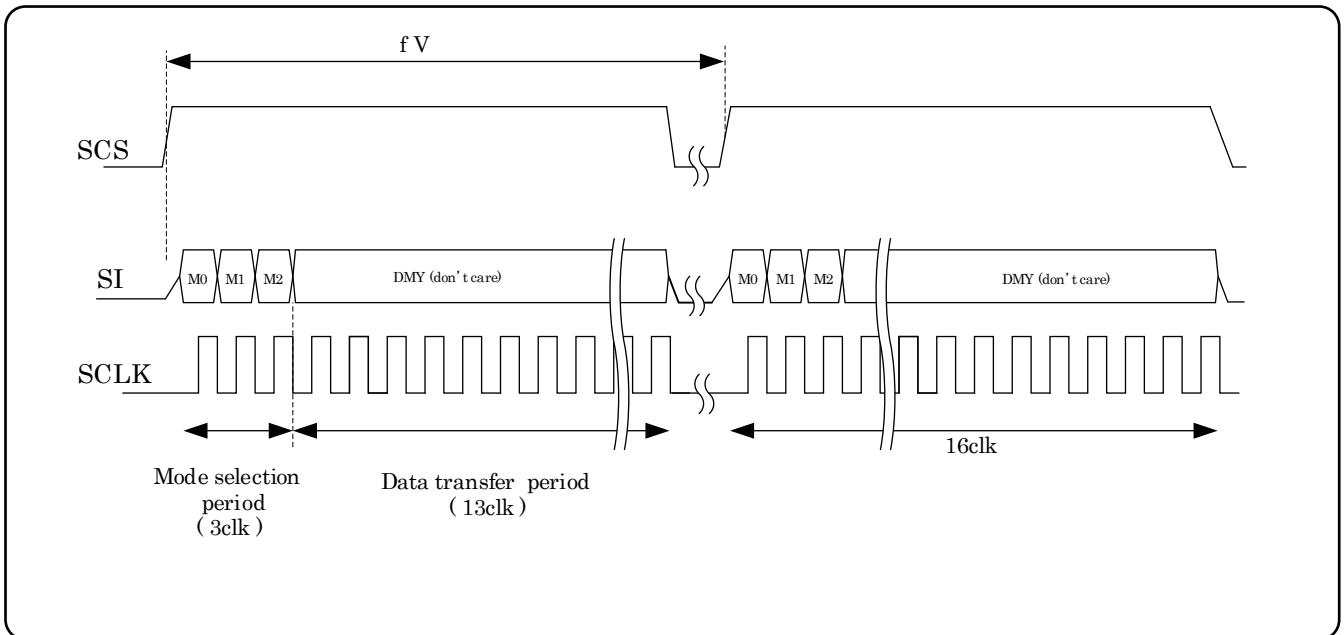 f V
SCS
SI
M0 M1 M2 DMY (don't care) M0 M1 M2 DMY (don't care)
SCLK
16clk
Mode selection
period
( 3clk )
Data transfer period
( 13clk )